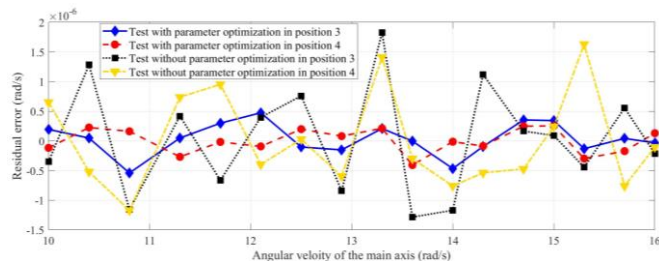 ×10-6
2
1.5
1
0.5
0
-0.5
-1
-1.5
Residual error (rad/s)
Test with parameter optimization in position 3
Test with parameter optimization in position 4
Test without parameter optimization in position 3
Test without parameter optimization in position 4
10 11 12 13 14 15 16
Angular veloity of the main axis (rad/s)